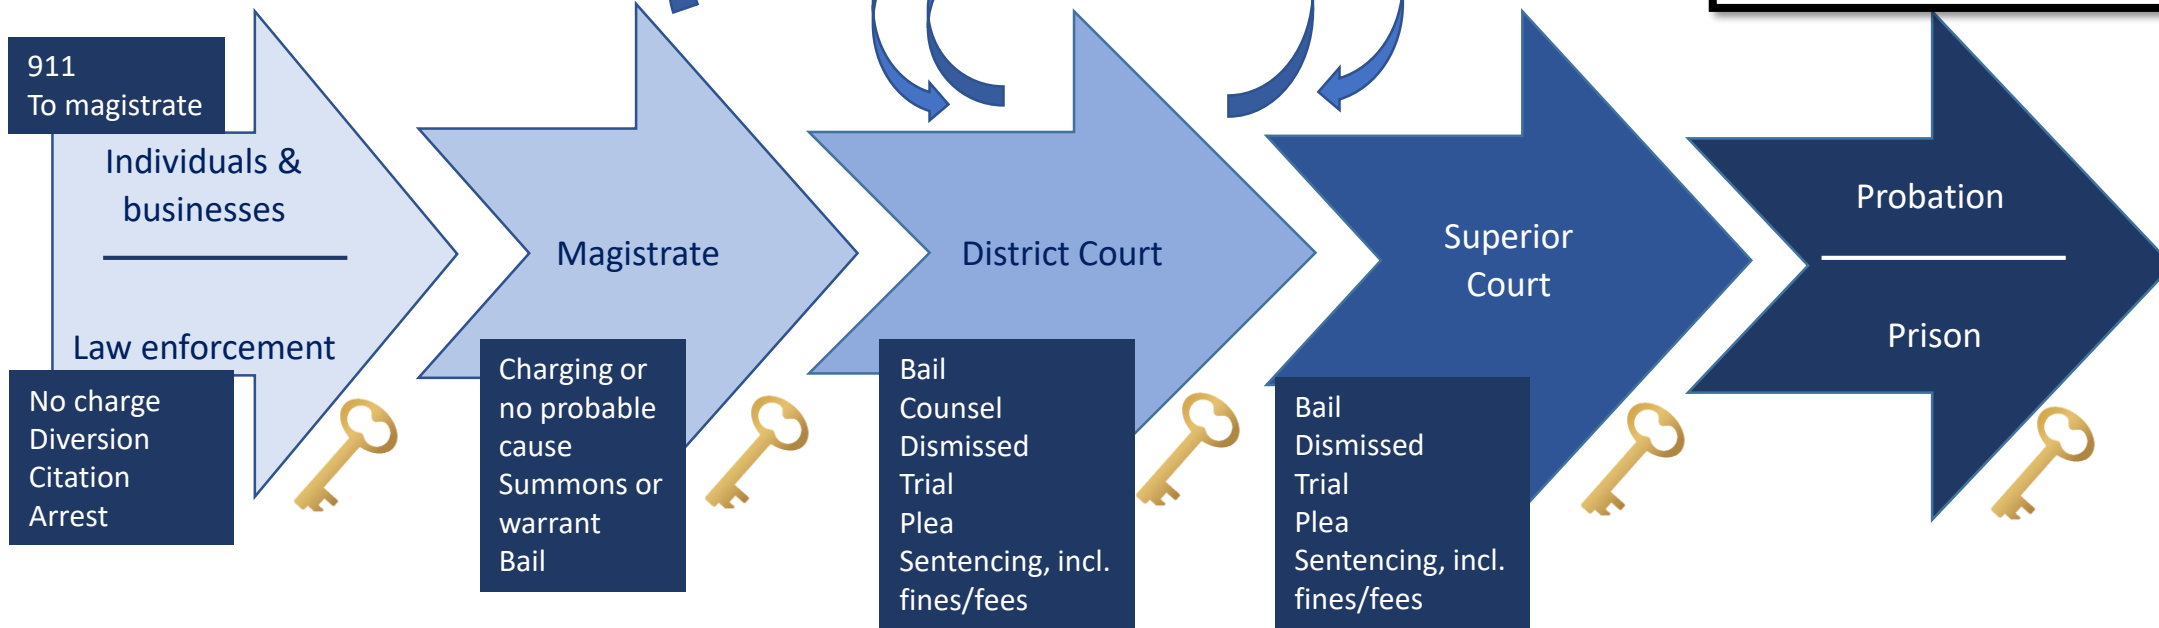 911
To magistrate
Individuals &
businesses
Law enforcement
No charge
Diversion
Citation
Arrest
Magistrate
Charging or
no probable
cause
Summons or
warrant
Bail
District Court
Bail
Counsel
Dismissed
Trial
Plea
Sentencing, incl.
fines/fees
Superior
Court
Bail
Dismissed
Trial
Plea
Sentencing, incl.
fines/fees
Probation
Prison